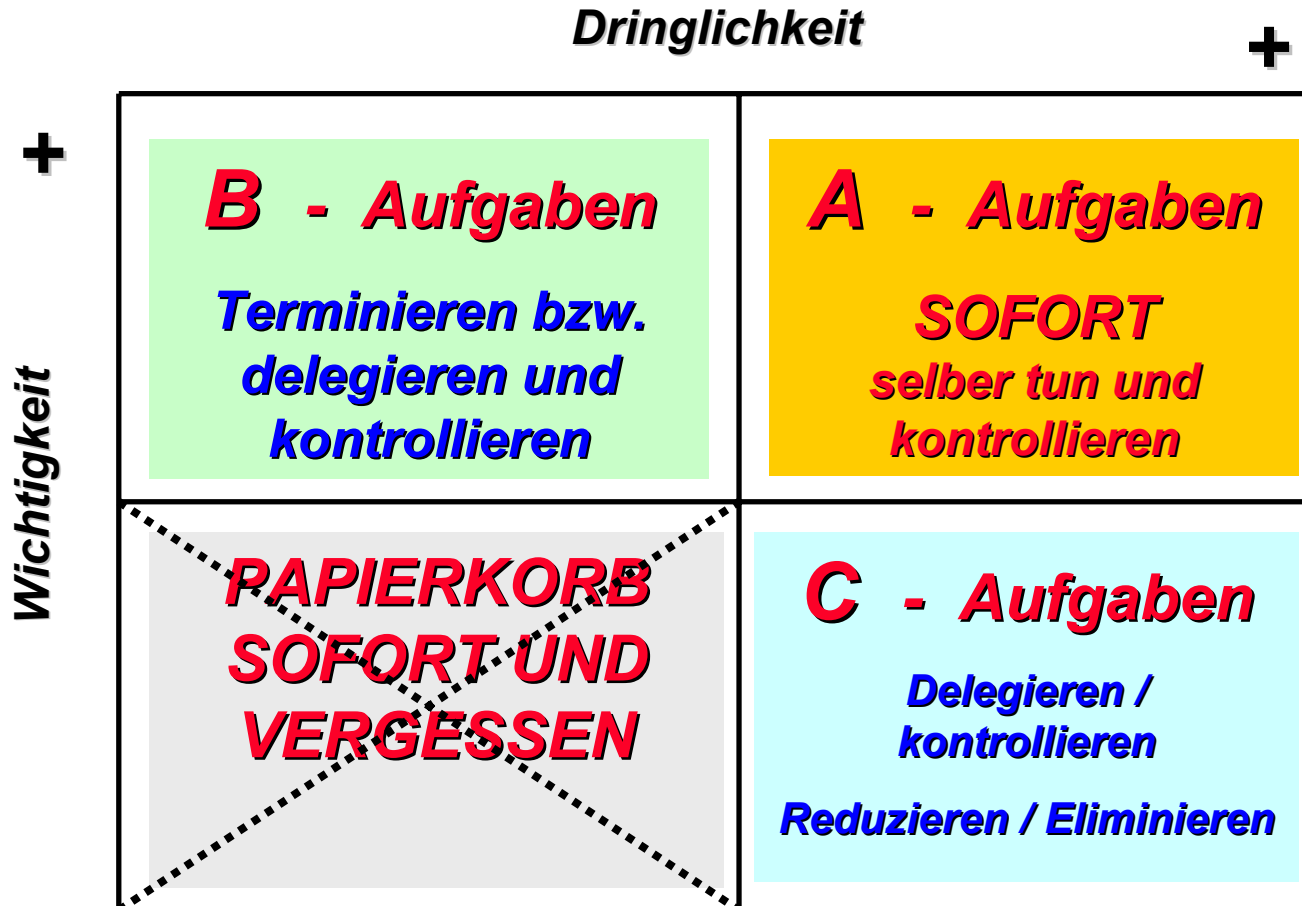 Dringlichkeit
+
+
Wichtigkeit
B - Aufgaben
Terminieren bzw.
delegieren und
kontrollieren
A - Aufgaben
SOFORT
selber tun und
kontrollieren
PAPIERKORB
SOFORT UND
VERGESSEN
C - Aufgaben
Delegieren /
kontrollieren
Reduzieren / Eliminieren